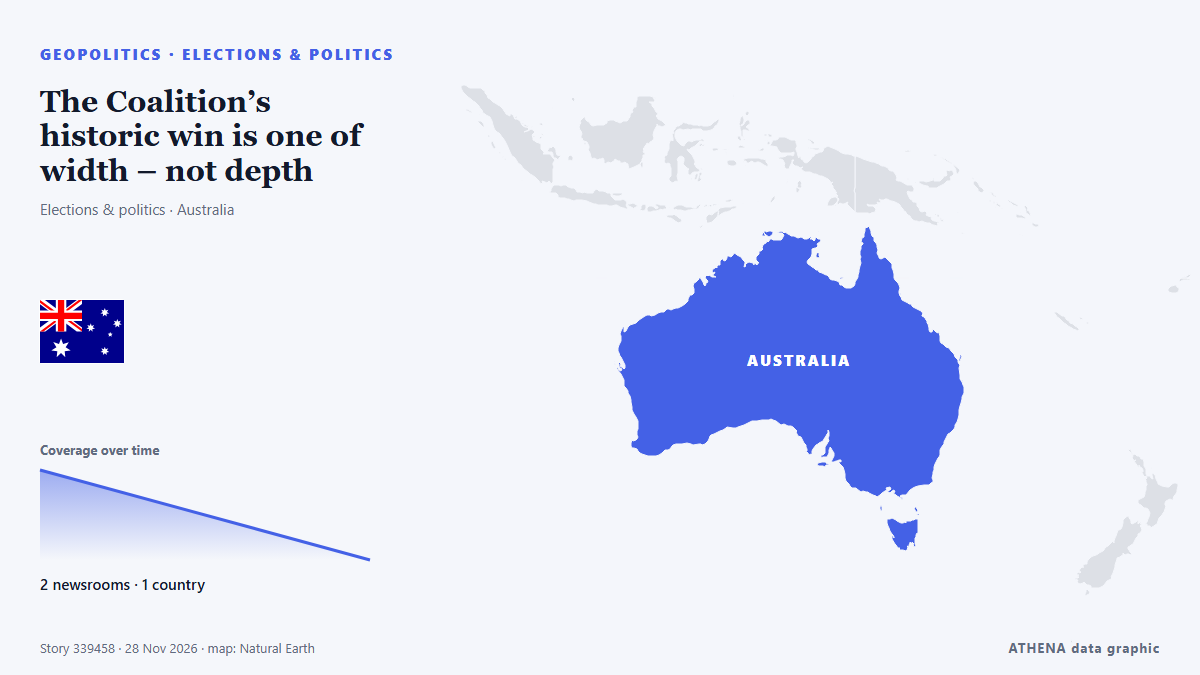 GEOPOLITICS · ELECTIONS & POLITICS
The Coalition’s
historic win is one of
width – not depth
Elections & politics · Australia
AUSTRALIA
Coverage over time
2 newsrooms · 1 country
Story 339458 · 28 Nov 2026 · map: Natural Earth
ATHENA data graphic